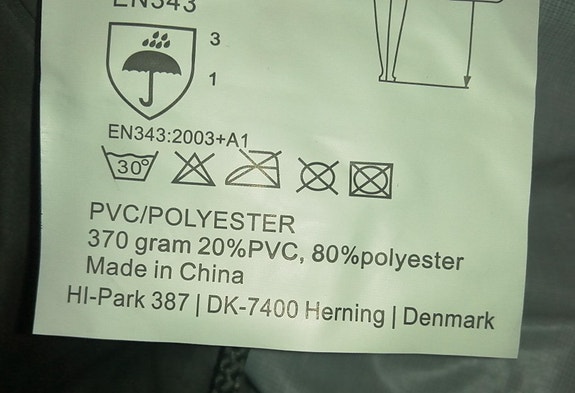 EN343
3
1
EN343:2003+A1
30°
PVC/POLYESTER
370 gram 20%PVC, 80%polyester
Made in China
HI-Park 387 | DK-7400 Herning | Denmark